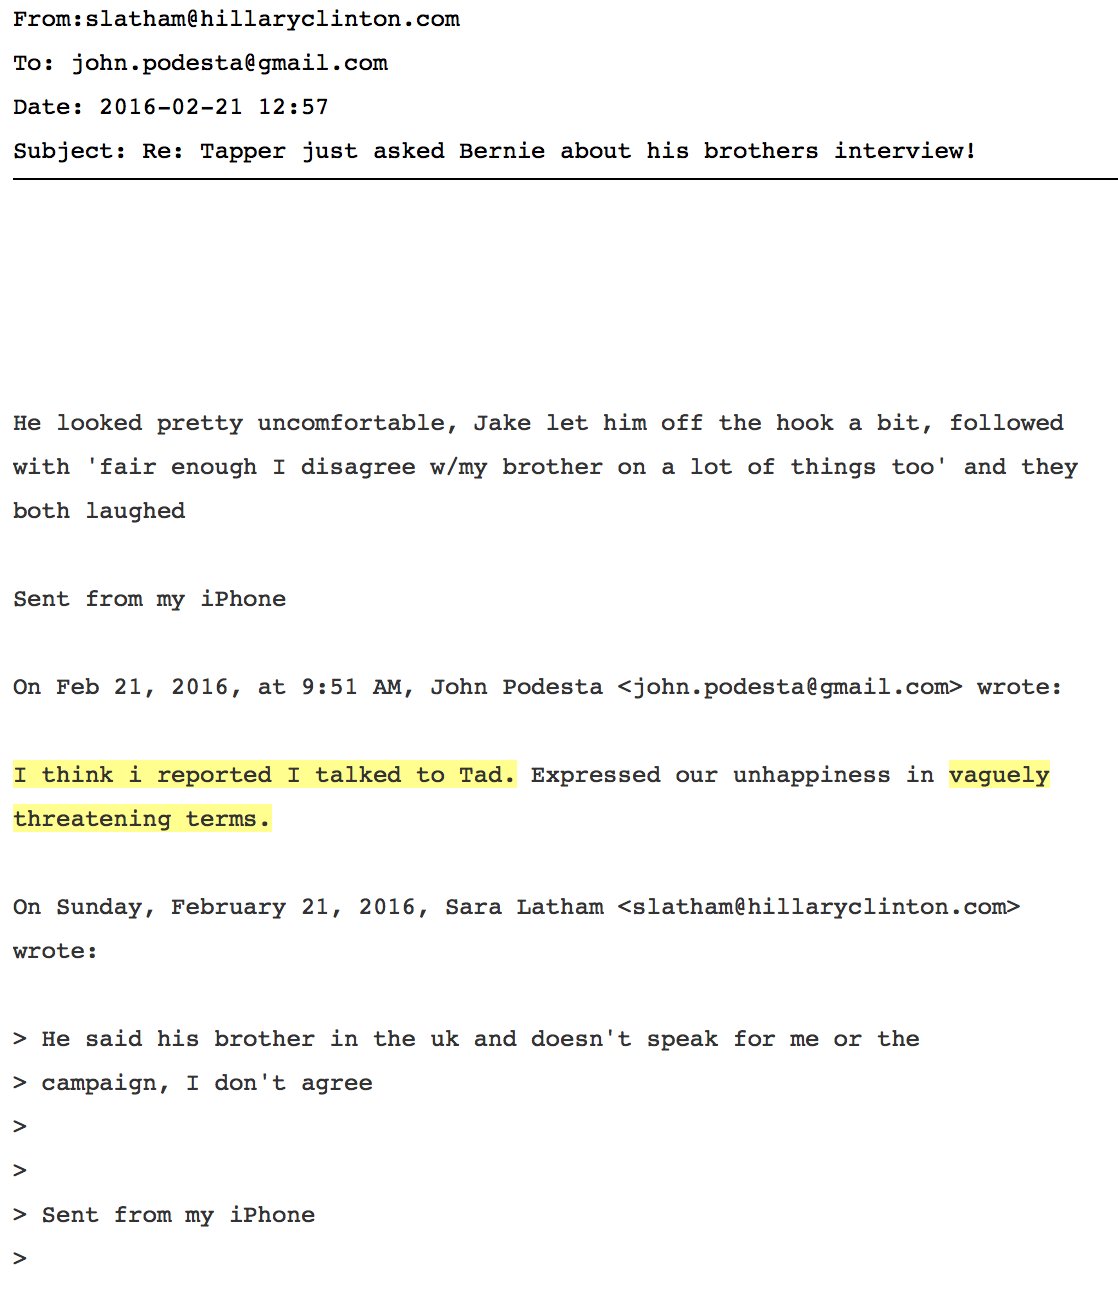 From:slatham@hillaryclinton.com
To: john.podesta@gmail.com
Date: 2016-02-21 12:57
Subject: Re: Tapper just asked Bernie about his brothers interview!
He looked pretty uncomfortable, Jake let him off the hook a bit, followed
with 'fair enough I disagree w/my brother on a lot of things too' and they
both laughed
Sent from my iPhone
On Feb 21, 2016, at 9:51 AM, John Podesta <john.podesta@gmail.com> wrote:
I think i reported I talked to Tad. Expressed our unhappiness in vaguely
threatening terms.
On Sunday, February 21, 2016, Sara Latham <slatham@hillaryclinton.com>
wrote:
> He said his brother in the uk and doesn't speak for me or the
> campaign, I don't agree
>
>
> Sent from my iPhone
>